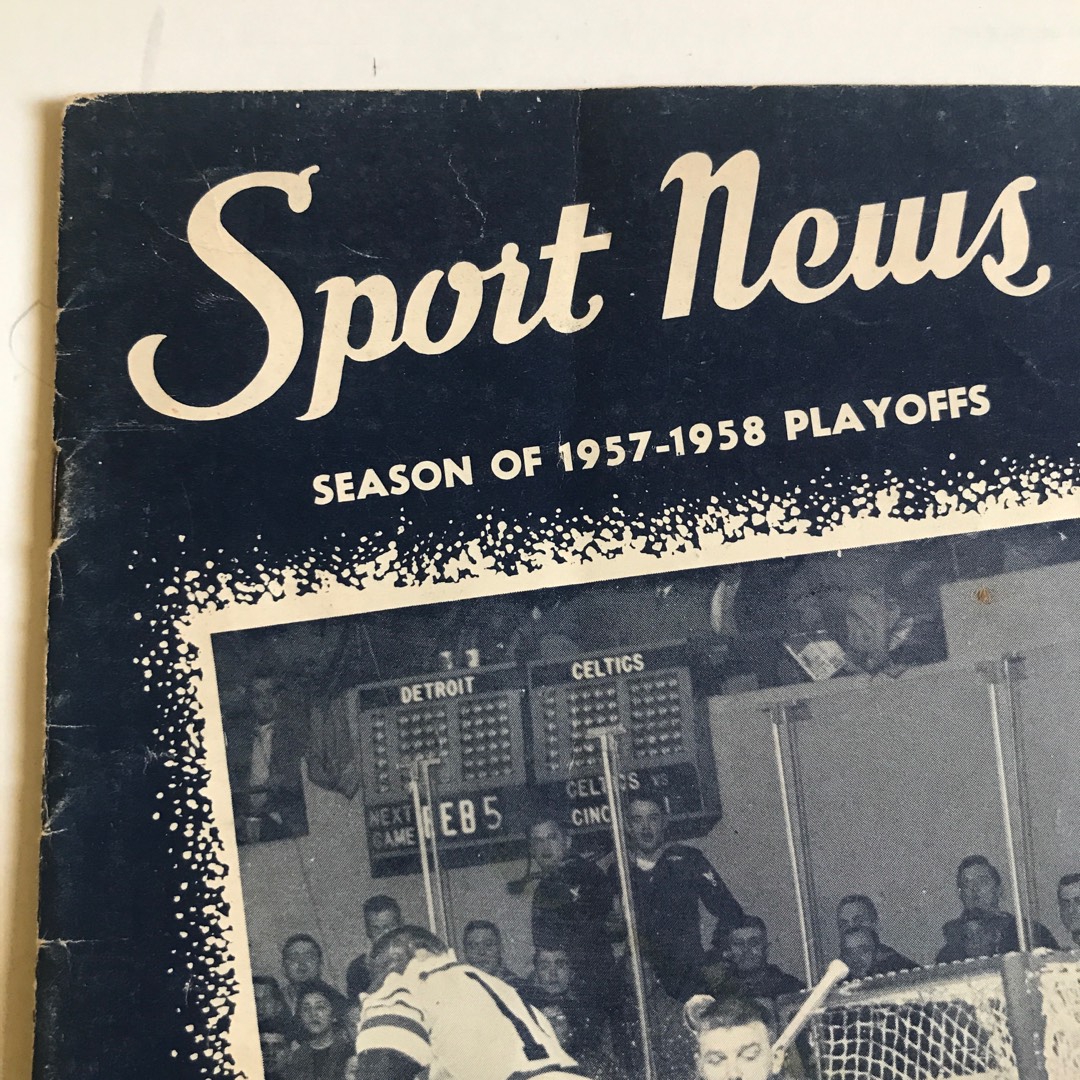 Sport News
SEASON OF 1957-1958 PLAYOFFS
DETROIT
CELTICS
NEXT GAME
FEB 5
CELTICS VS
CINC